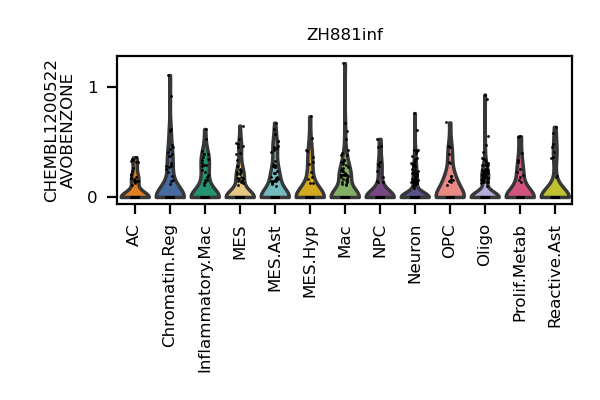 ZH881inf
CHEMBL1200522
AVOBENZONE
1
0
AC
Chromatin.Reg
Inflammatory.Mac
MES
MES.Ast
MES.Hyp
Mac
NPC
Neuron
OPC
Oligo
Prolif.Metab
Reactive.Ast